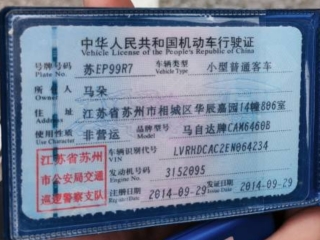 中华人民共和国机动车行驶证
Vehicle License of the People's Republic of China
号牌号码 苏EP99R7 车辆类型 小型普通客车
Plate No. Vehicle Type
所有人 马朵
Owner
住址 江苏省苏州市相城区华辰嘉园14幢806室
使用性质 非营运 品牌型号 马自达牌CAM6460B
Use Character Model
江苏省苏州
市公安局交通
巡逻警察支队
车辆识别代号 LVRHDCAC2EN064234
VIN
发动机号码 3152095
Engine No.
注册日期 2014-09-29 发证日期 2014-09-29
Register Date Issue Date